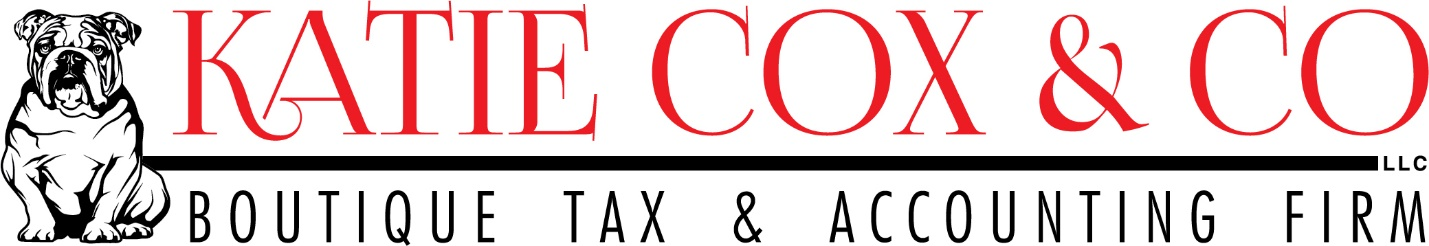 KATIE COX & CO
LLC
BOUTIQUE TAX & ACCOUNTING FIRM